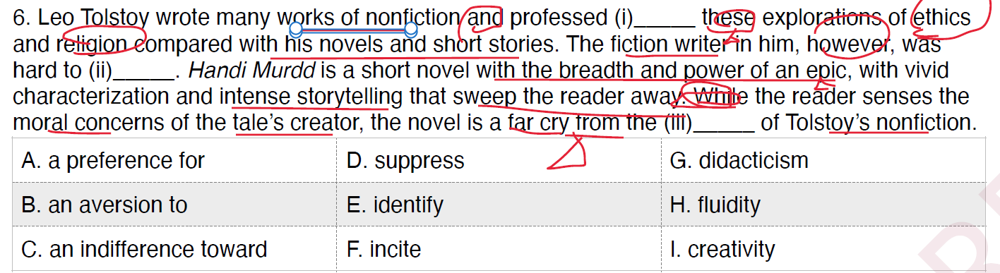 6. Leo Tolstoy wrote many works of nonfiction and professed (i)_____ these explorations of ethics
and religion compared with his novels and short stories. The fiction writer in him, however, was
hard to (ii)_____. Handi Murdd is a short novel with the breadth and power of an epic, with vivid
characterization and intense storytelling that sweep the reader away. While the reader senses the
moral concerns of the tale's creator, the novel is a far cry from the (iii)_____ of Tolstoy's nonfiction.
A. a preference for D. suppress G. didacticism
B. an aversion to E. identify H. fluidity
C. an indifference toward F. incite I. creativity